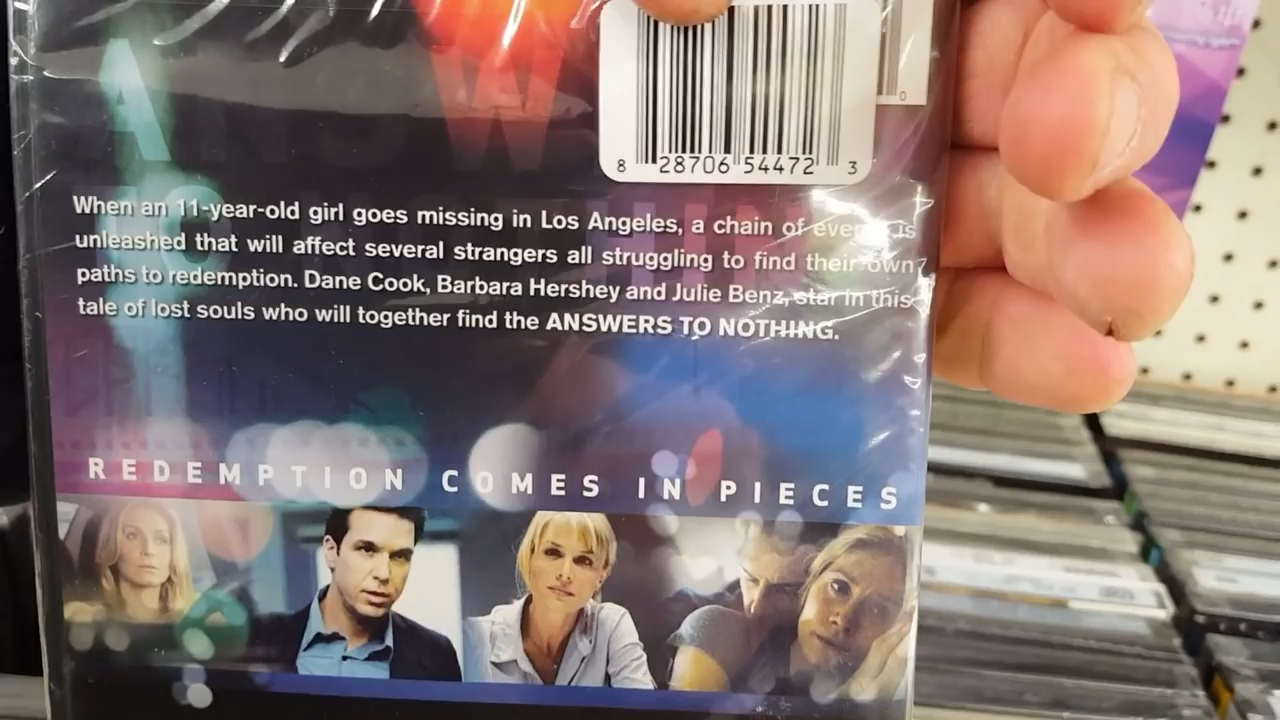 0
8 28706 54472 3
When an 11-year-old girl goes missing in Los Angeles, a chain of events is
unleashed that will affect several strangers all struggling to find their own
paths to redemption. Dane Cook, Barbara Hershey and Julie Benz, star in this
tale of lost souls who will together find the ANSWERS TO NOTHING.
REDEMPTION COMES IN PIECES